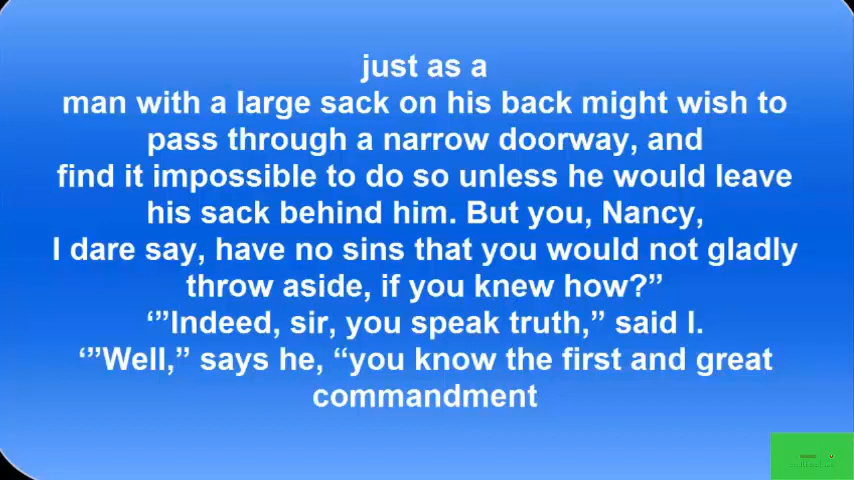 just as a
man with a large sack on his back might wish to
pass through a narrow doorway, and
find it impossible to do so unless he would leave
his sack behind him. But you, Nancy,
I dare say, have no sins that you would not gladly
throw aside, if you knew how?”
‘”Indeed, sir, you speak truth,” said I.
‘”Well,” says he, “you know the first and great
commandment